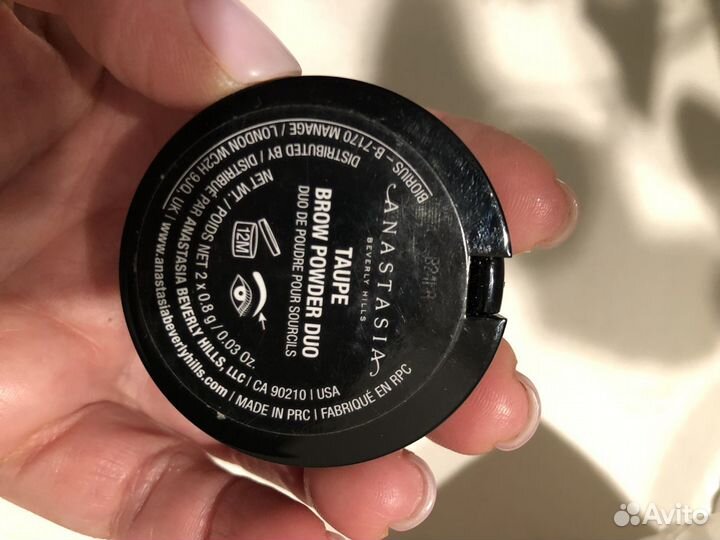 ANASTASIA
BEVERLY HILLS
TAUPE
BROW POWDER DUO
DUO DE POUDRE POUR SOURCILS
12M
NET WT. / POIDS NET 2 x 0.8 g / 0.03 Oz.
DISTRIBUTED BY / DISTRIBUÉ PAR ANASTASIA BEVERLY HILLS, LLC | CA 90210 | USA
BIORIUS – B-7170 MANAGE / LONDON WC2H 9JQ, UK | www.anastasiabeverlyhills.com | MADE IN PRC | FABRIQUÉ EN RPC
Avito